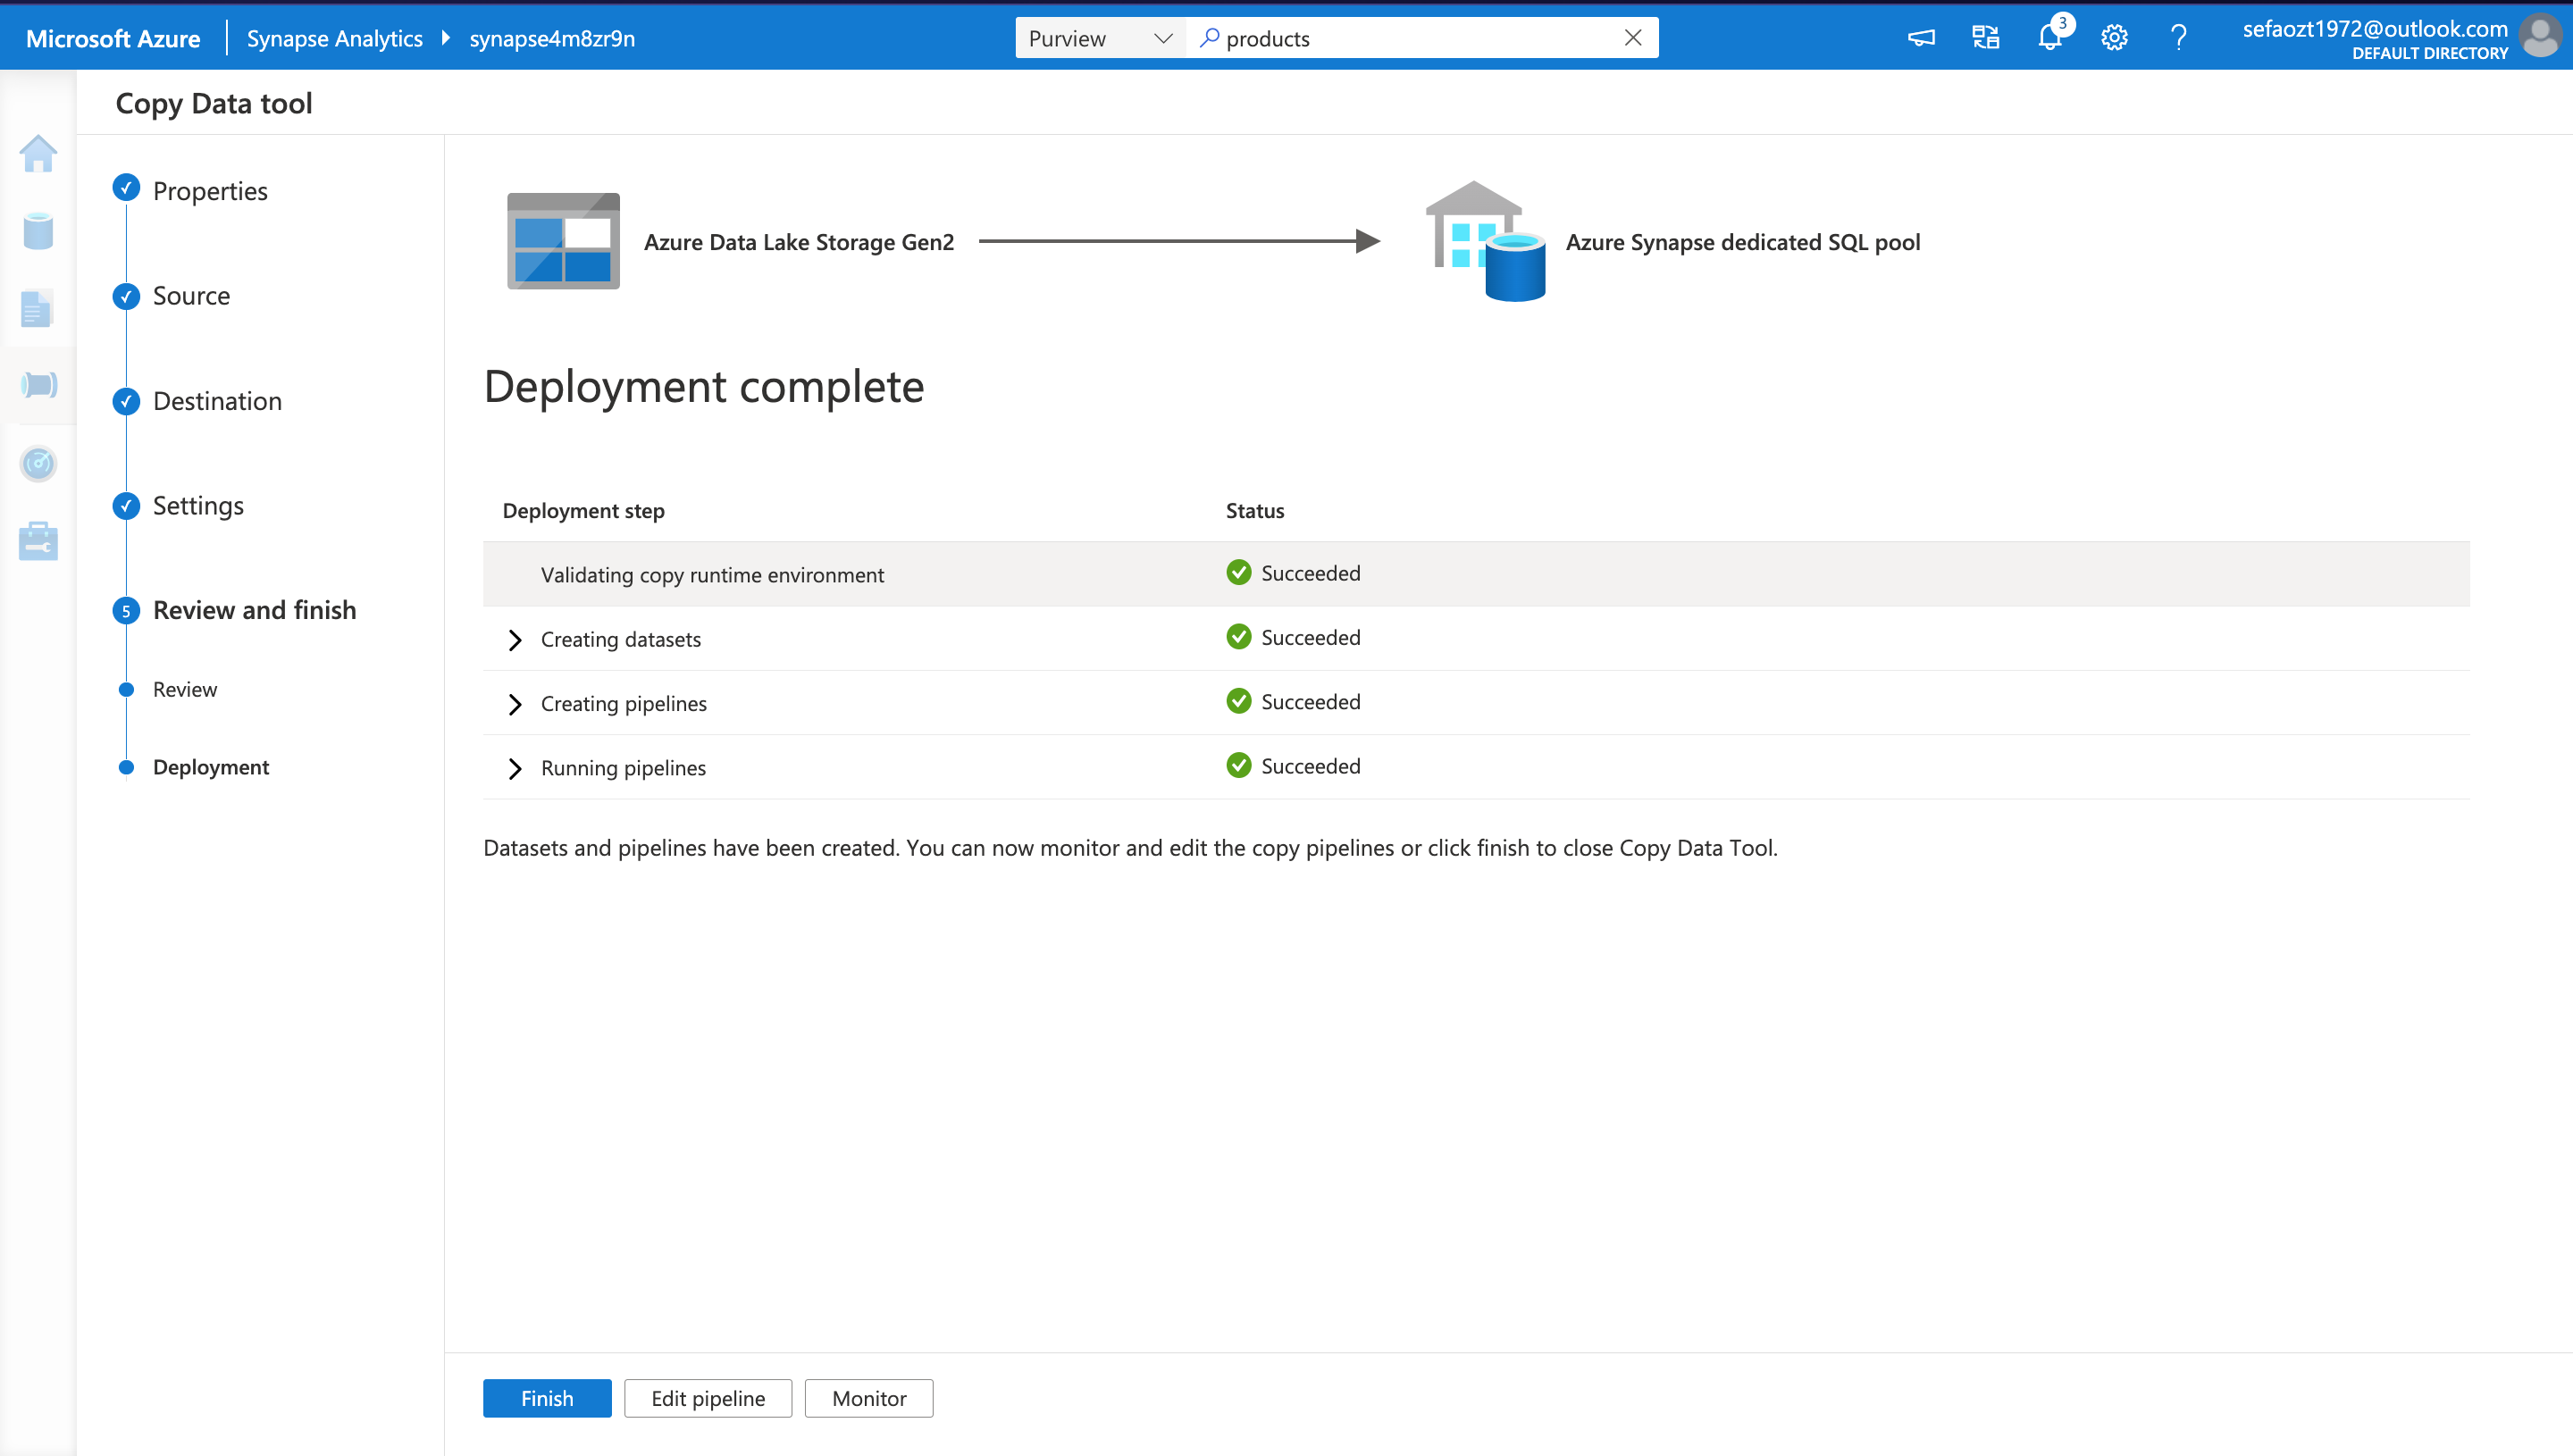 Microsoft Azure
Synapse Analytics
synapse4m8zr9n
Purview
products
3
sefaozt1972@outlook.com
DEFAULT DIRECTORY
Copy Data tool
Properties
Source
Destination
Settings
5
Review and finish
Review
Deployment
Azure Data Lake Storage Gen2
Azure Synapse dedicated SQL pool
Deployment complete
Deployment step
Status
Validating copy runtime environment
Succeeded
Creating datasets
Succeeded
Creating pipelines
Succeeded
Running pipelines
Succeeded
Datasets and pipelines have been created. You can now monitor and edit the copy pipelines or click finish to close Copy Data Tool.
Finish
Edit pipeline
Monitor